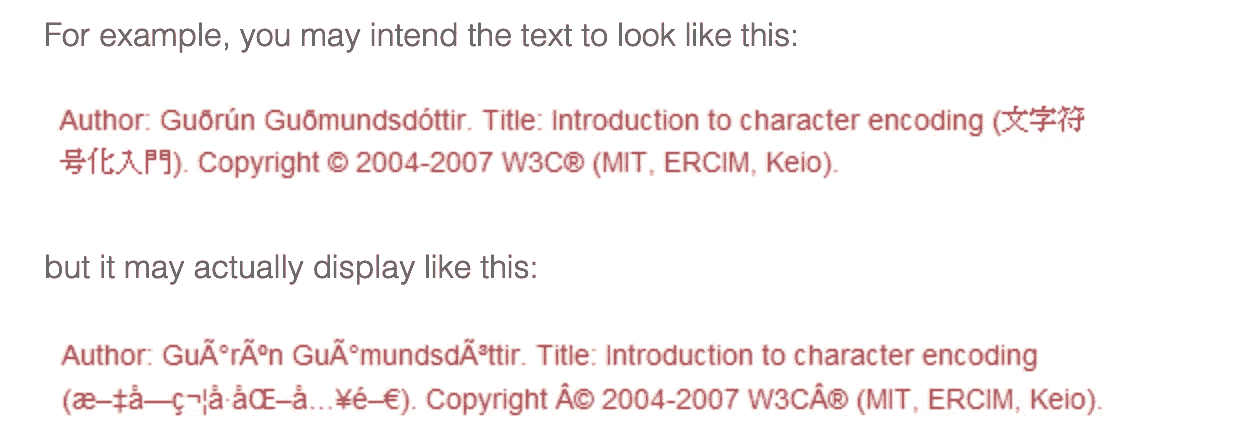 For example, you may intend the text to look like this:
Author: Guðrún Guðmundsdóttir. Title: Introduction to character encoding (文字符
号化入門). Copyright © 2004-2007 W3C® (MIT, ERCIM, Keio).
but it may actually display like this:
Author: GuÃ°rÃºn GuÃ°mundsdÃ³ttir. Title: Introduction to character encoding
(æ–‡å—ç¬¦å·åŒ–å…¥é–€). Copyright Â© 2004-2007 W3CÂ® (MIT, ERCIM, Keio).